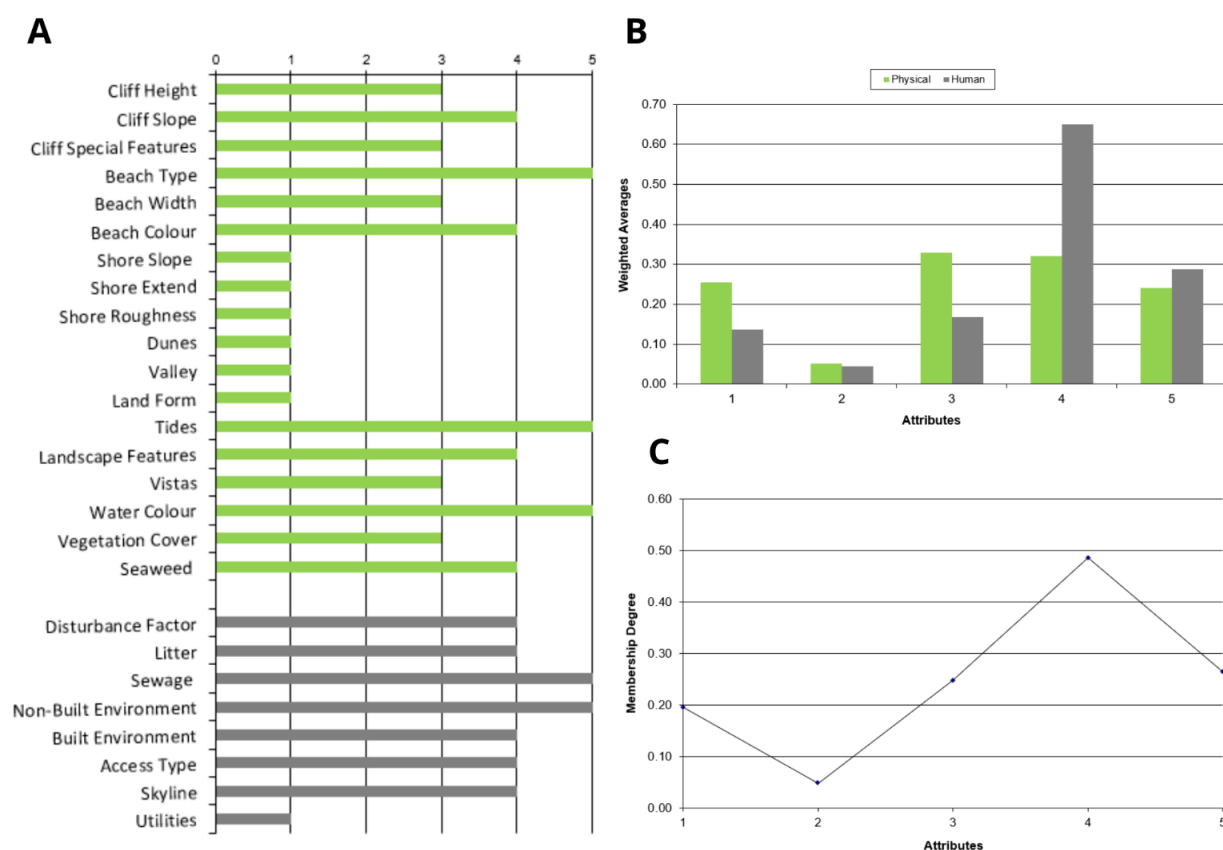 A
0 1 2 3 4 5
Cliff Height
Cliff Slope
Cliff Special Features
Beach Type
Beach Width
Beach Colour
Shore Slope
Shore Extend
Shore Roughness
Dunes
Valley
Land Form
Tides
Landscape Features
Vistas
Water Colour
Vegetation Cover
Seaweed
Disturbance Factor
Litter
Sewage
Non-Built Environment
Built Environment
Access Type
Skyline
Utilities
B
Physical Human
0.70
0.60
0.50
0.40
0.30
0.20
0.10
0.00
Weighted Averages
1 2 3 4 5
Attributes
C
0.60
0.50
0.40
0.30
0.20
0.10
0.00
Membership Degree
1 2 3 4 5
Attributes